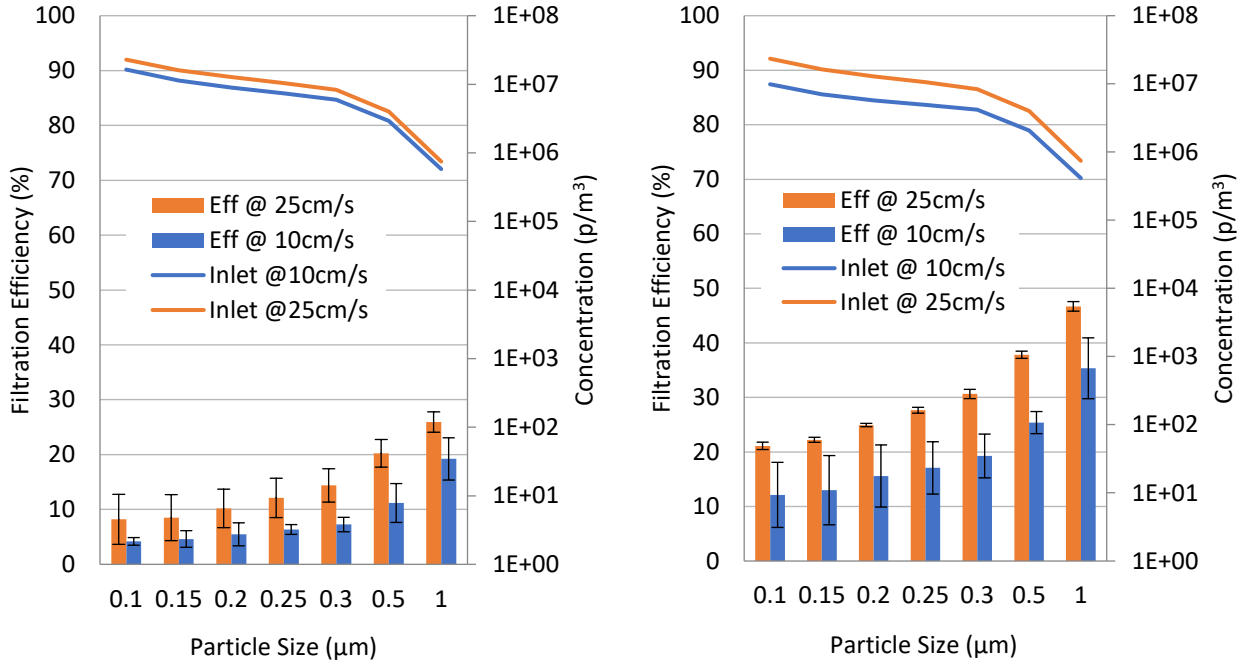 Filtration Efficiency (%)
100
90
80
70
60
50
40
30
20
10
0
Eff @ 25cm/s
Eff @ 10cm/s
Inlet @10cm/s
Inlet @25cm/s
1E+08
1E+07
1E+06
1E+05
1E+04
1E+03
1E+02
1E+01
1E+00
Concentration (p/m³)
0.1 0.15 0.2 0.25 0.3 0.5 1
Particle Size (µm)
Filtration Efficiency (%)
100
90
80
70
60
50
40
30
20
10
0
Eff @ 25cm/s
Eff @ 10cm/s
Inlet @ 10cm/s
Inlet @ 25cm/s
1E+08
1E+07
1E+06
1E+05
1E+04
1E+03
1E+02
1E+01
1E+00
Concentration (p/m³)
0.1 0.15 0.2 0.25 0.3 0.5 1
Particle Size (µm)